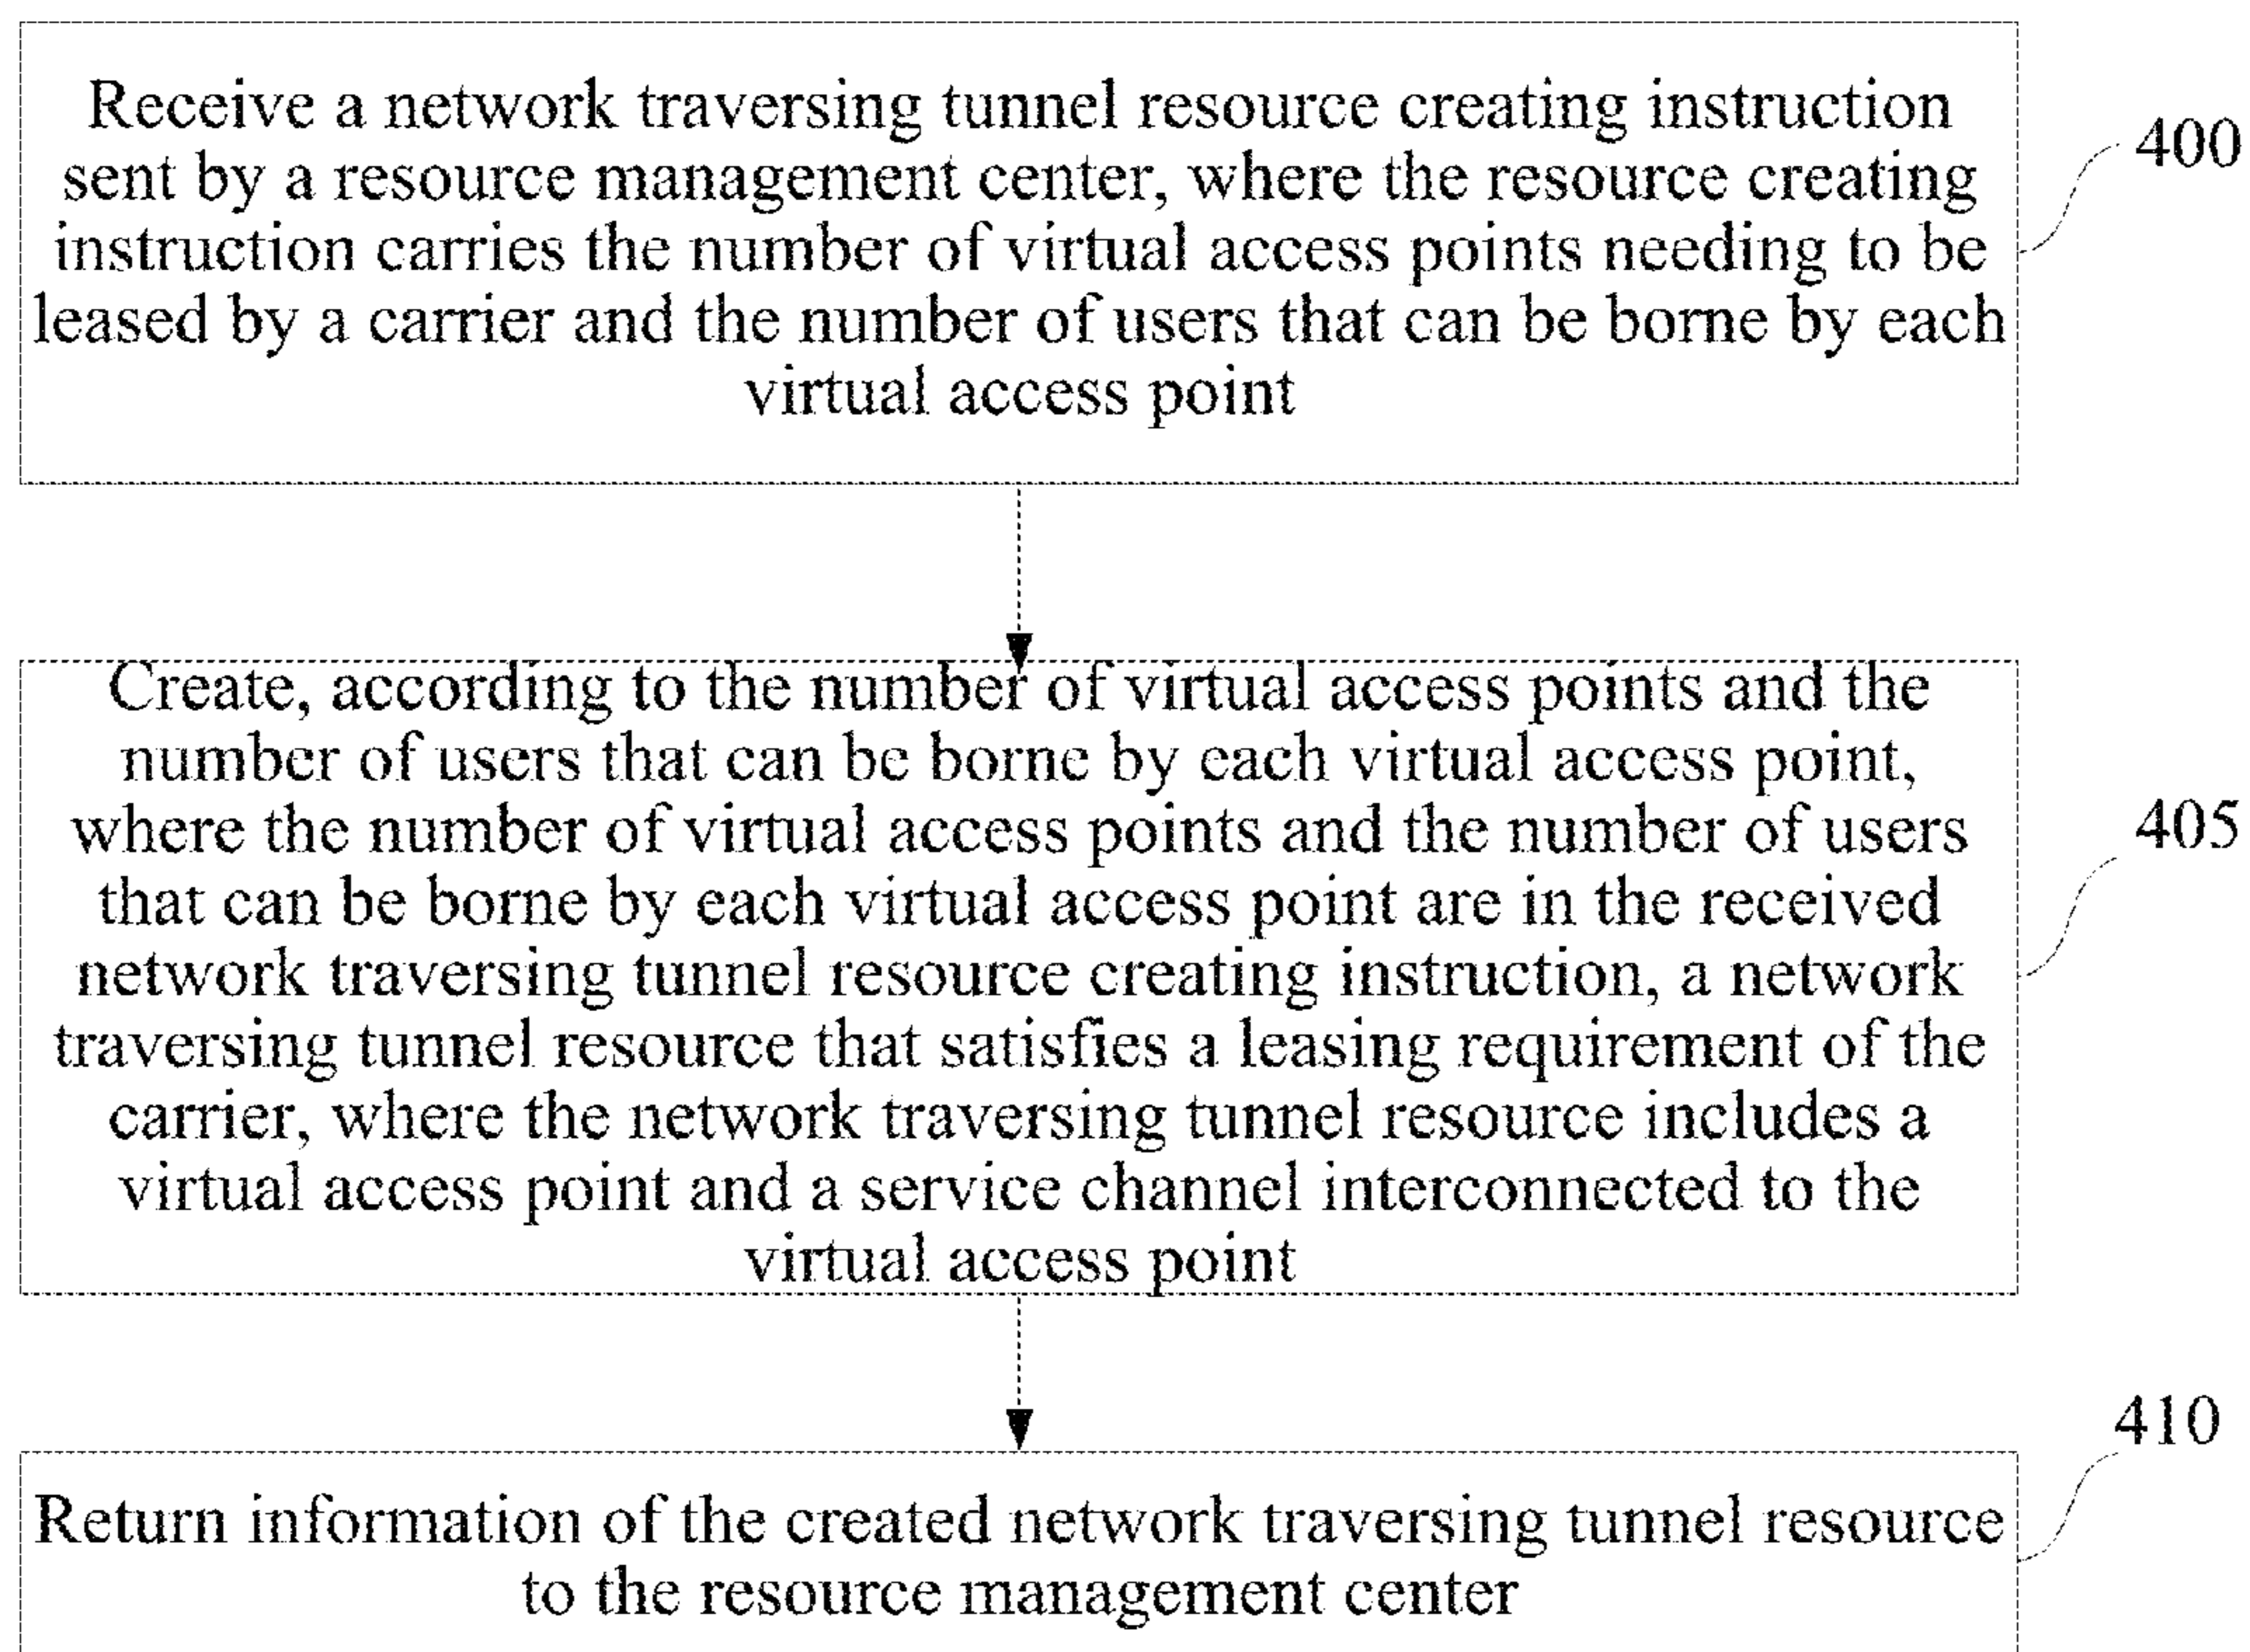 Receive a network traversing tunnel resource creating instruction
sent by a resource management center, where the resource creating
instruction carries the number of virtual access points needing to be
leased by a carrier and the number of users that can be borne by each
virtual access point
400
Create, according to the number of virtual access points and the
number of users that can be borne by each virtual access point,
where the number of virtual access points and the number of users
that can be borne by each virtual access point are in the received
network traversing tunnel resource creating instruction, a network
traversing tunnel resource that satisfies a leasing requirement of the
carrier, where the network traversing tunnel resource includes a
virtual access point and a service channel interconnected to the
virtual access point
405
Return information of the created network traversing tunnel resource
to the resource management center
410